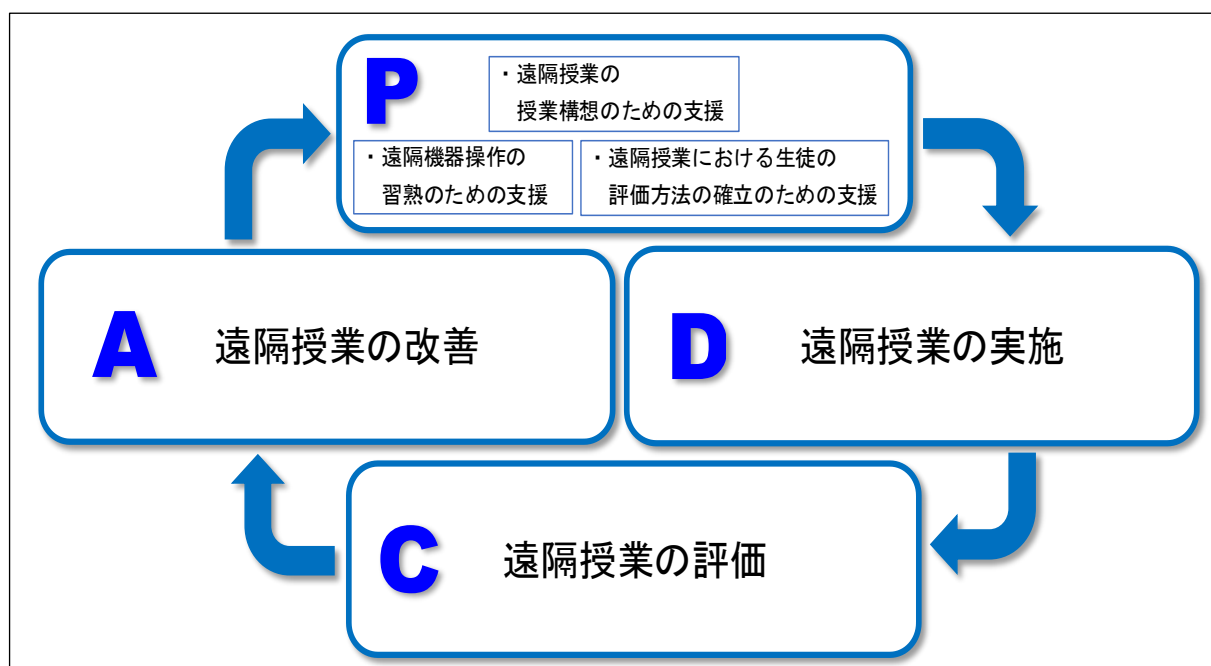 P
・遠隔授業の
授業構想のための支援
・遠隔機器操作の
習熟のための支援
・遠隔授業における生徒の
評価方法の確立のための支援
A
遠隔授業の改善
D
遠隔授業の実施
C
遠隔授業の評価